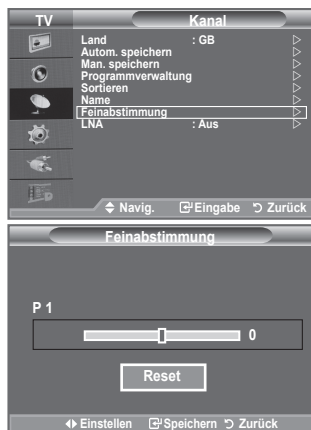 TV Kanal
Land : GB
Autom. speichern
Man. speichern
Programmverwaltung
Sortieren
Name
Feinabstimmung
LNA : Aus
Navig. Eingabe Zurück
Feinabstimmung
P 1
0
Reset
Einstellen Speichern Zurück